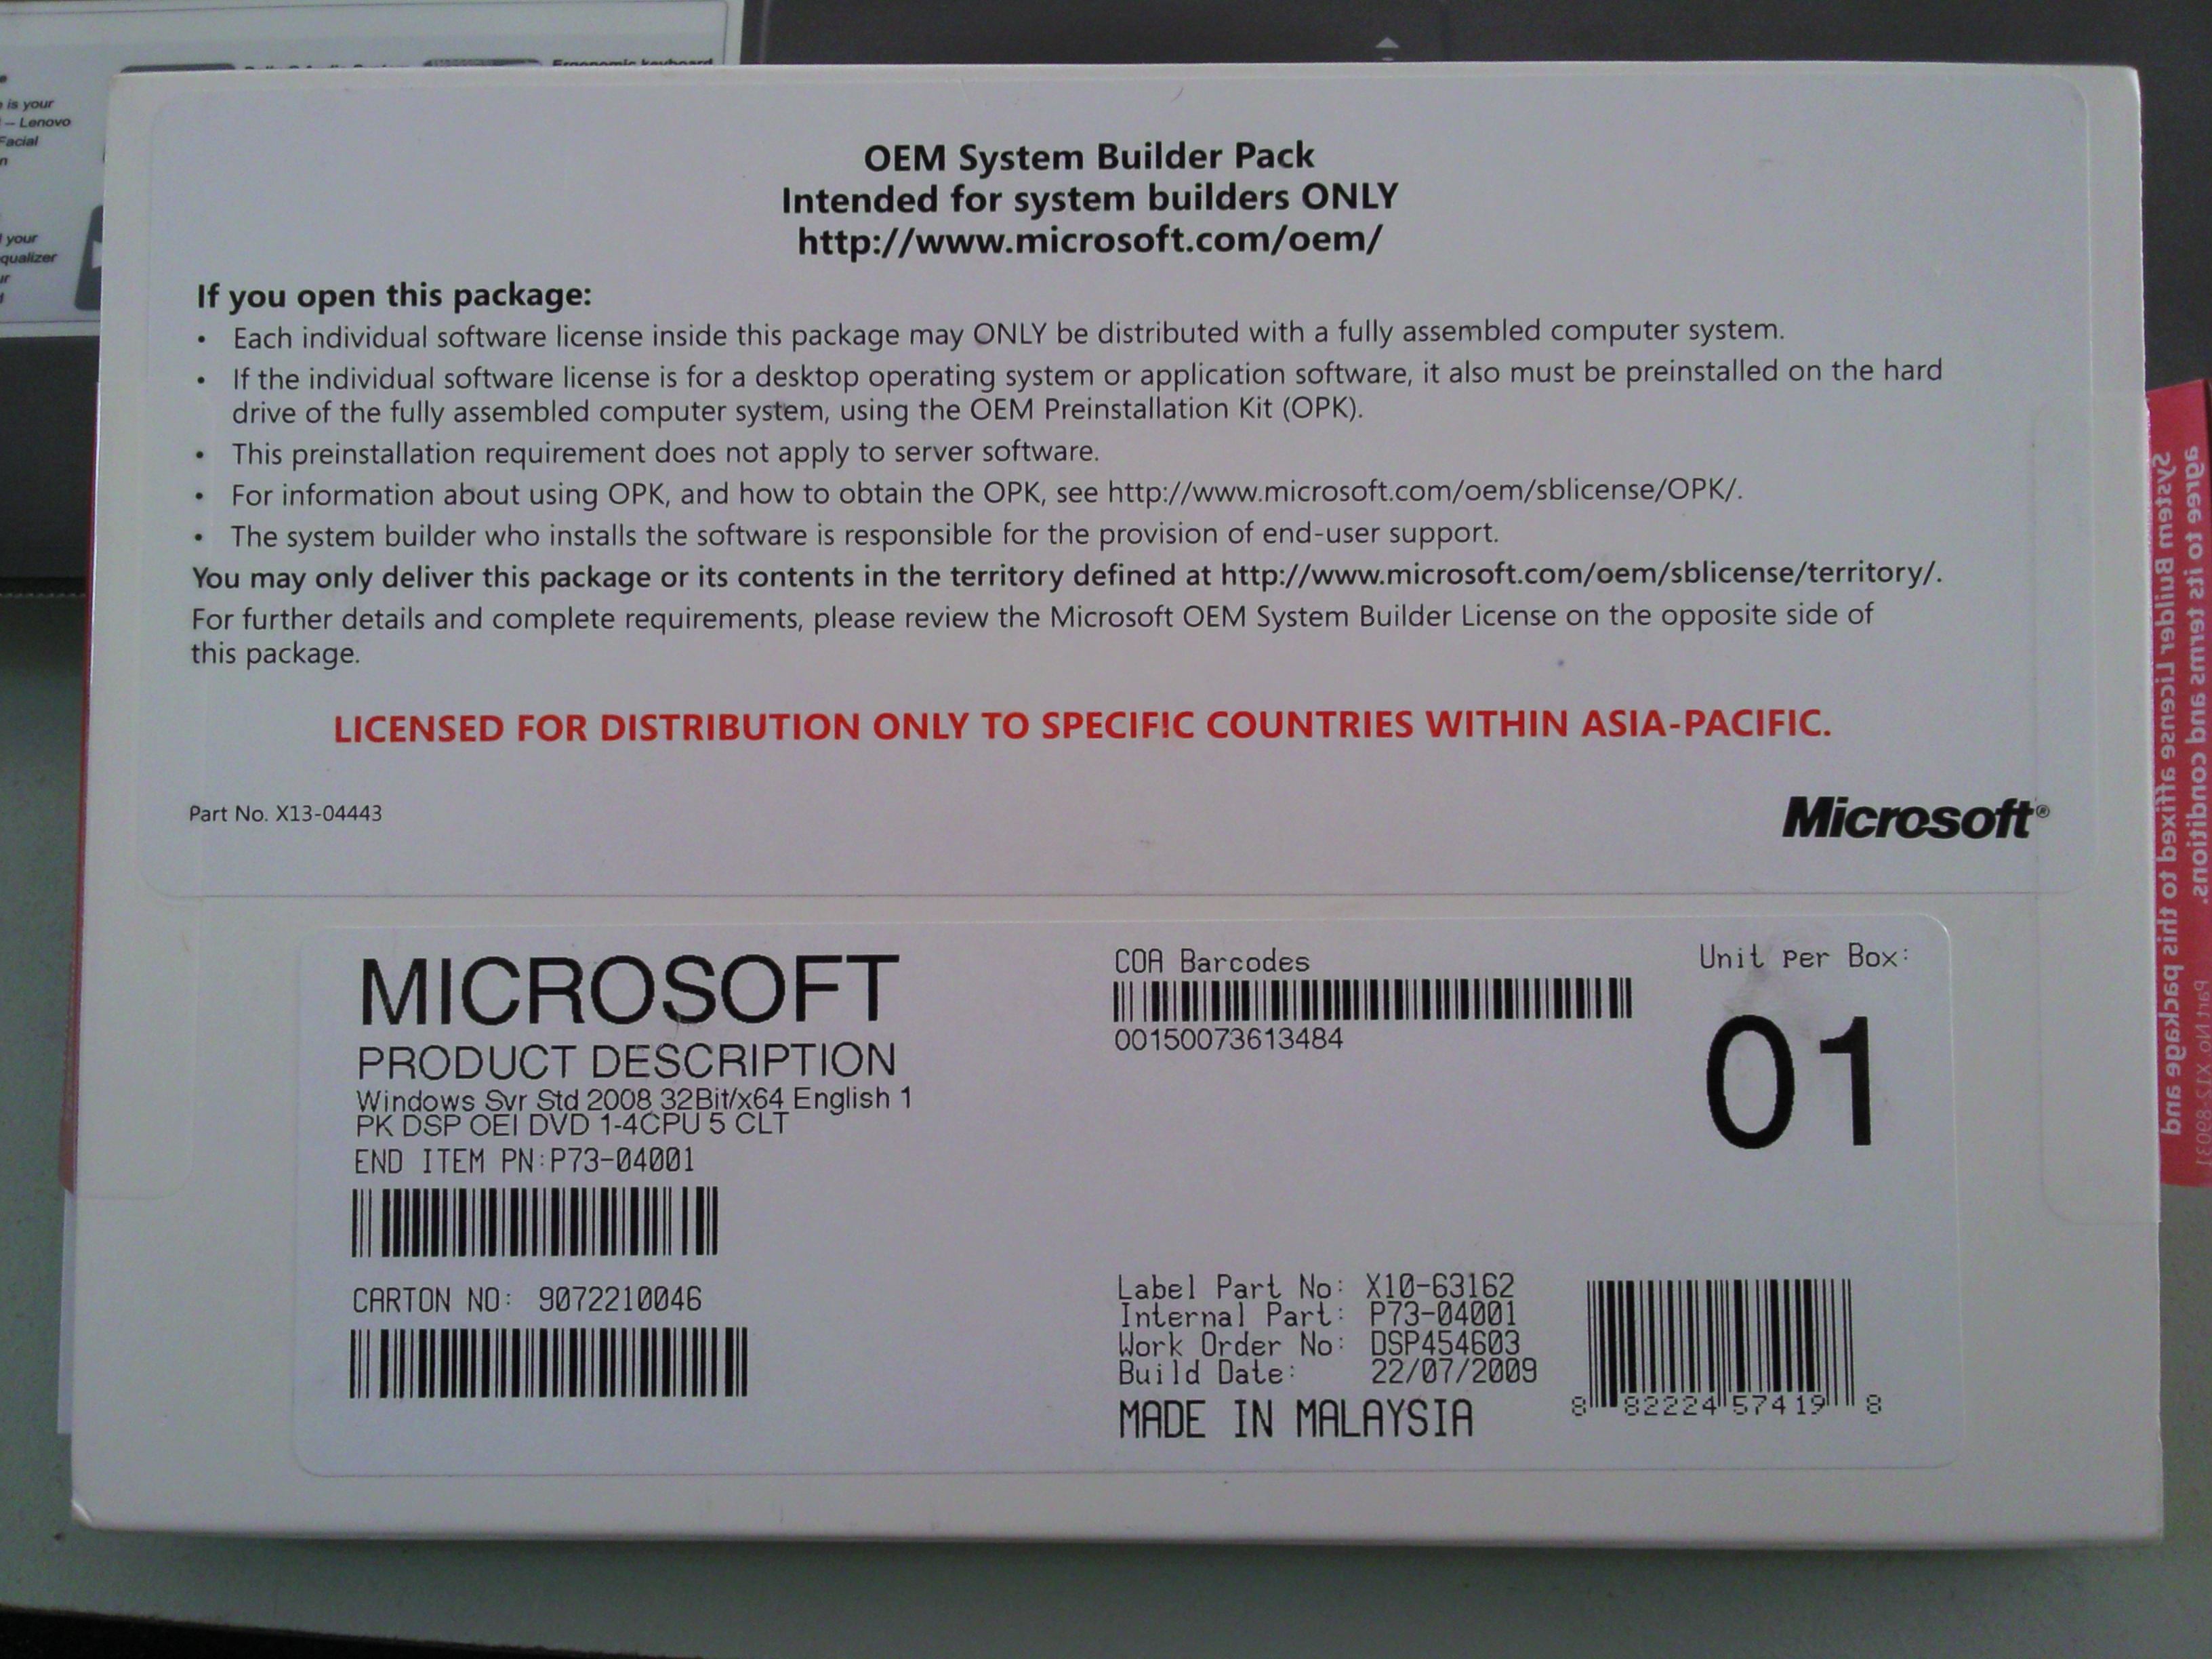 Ergonomic keyboard
is your
– Lenovo
Facial
your
qualizer
OEM System Builder Pack
Intended for system builders ONLY
http://www.microsoft.com/oem/
If you open this package:
• Each individual software license inside this package may ONLY be distributed with a fully assembled computer system.
• If the individual software license is for a desktop operating system or application software, it also must be preinstalled on the hard
drive of the fully assembled computer system, using the OEM Preinstallation Kit (OPK).
• This preinstallation requirement does not apply to server software.
• For information about using OPK, and how to obtain the OPK, see http://www.microsoft.com/oem/sblicense/OPK/.
• The system builder who installs the software is responsible for the provision of end-user support.
You may only deliver this package or its contents in the territory defined at http://www.microsoft.com/oem/sblicense/territory/.
For further details and complete requirements, please review the Microsoft OEM System Builder License on the opposite side of
this package.
LICENSED FOR DISTRIBUTION ONLY TO SPECIFIC COUNTRIES WITHIN ASIA-PACIFIC.
Part No. X13-04443
Microsoft®
MICROSOFT
PRODUCT DESCRIPTION
Windows Svr Std 2008 32Bit/x64 English 1
PK DSP OEI DVD 1-4CPU 5 CLT
END ITEM PN:P73-04001
CARTON NO: 9072210046
COA Barcodes
00150073613484
Unit per Box:
01
Label Part No: X10-63162
Internal Part: P73-04001
Work Order No: DSP454603
Build Date: 22/07/2009
MADE IN MALAYSIA
8 82224 57419 8
System Builder License affixed to this package and
agree to its terms and conditions.